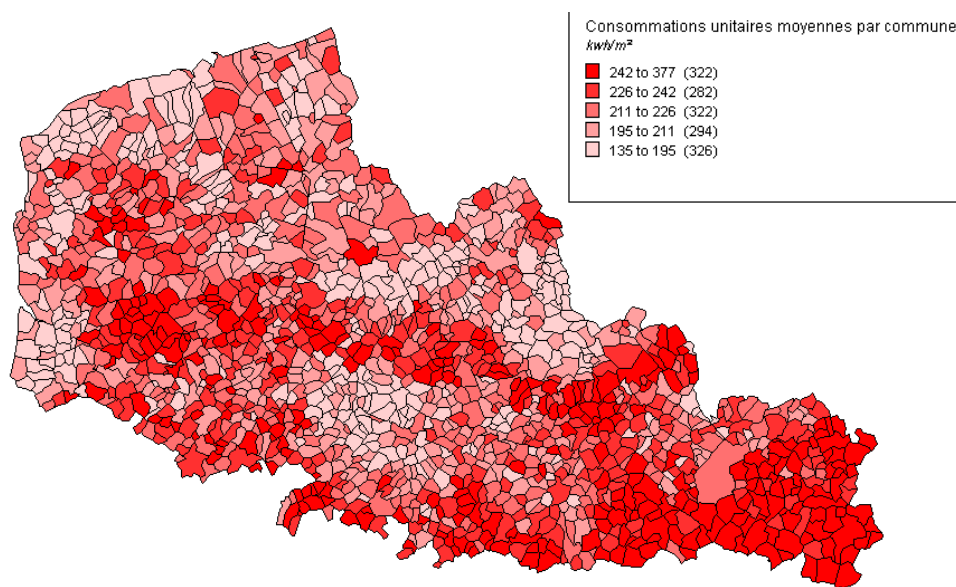 Consommations unitaires moyennes par commune
kwh/m²
242 to 377 (322)
226 to 242 (282)
211 to 226 (322)
195 to 211 (294)
135 to 195 (326)